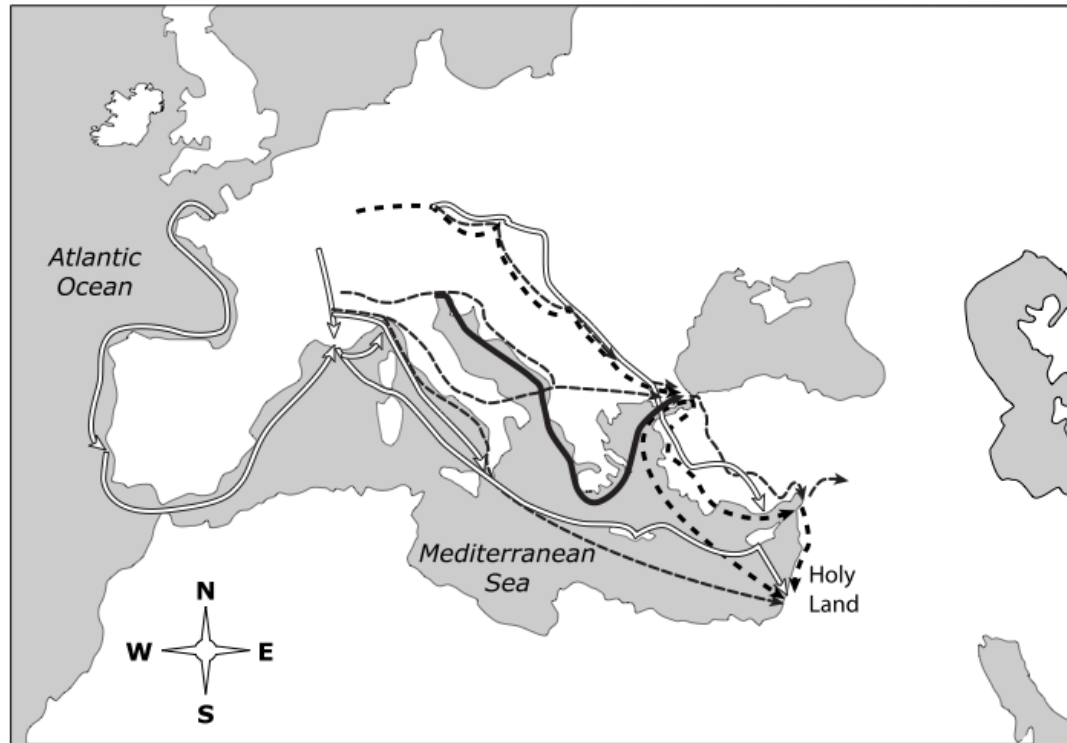 Atlantic
Ocean
Mediterranean
Sea
Holy
Land
N
W E
S